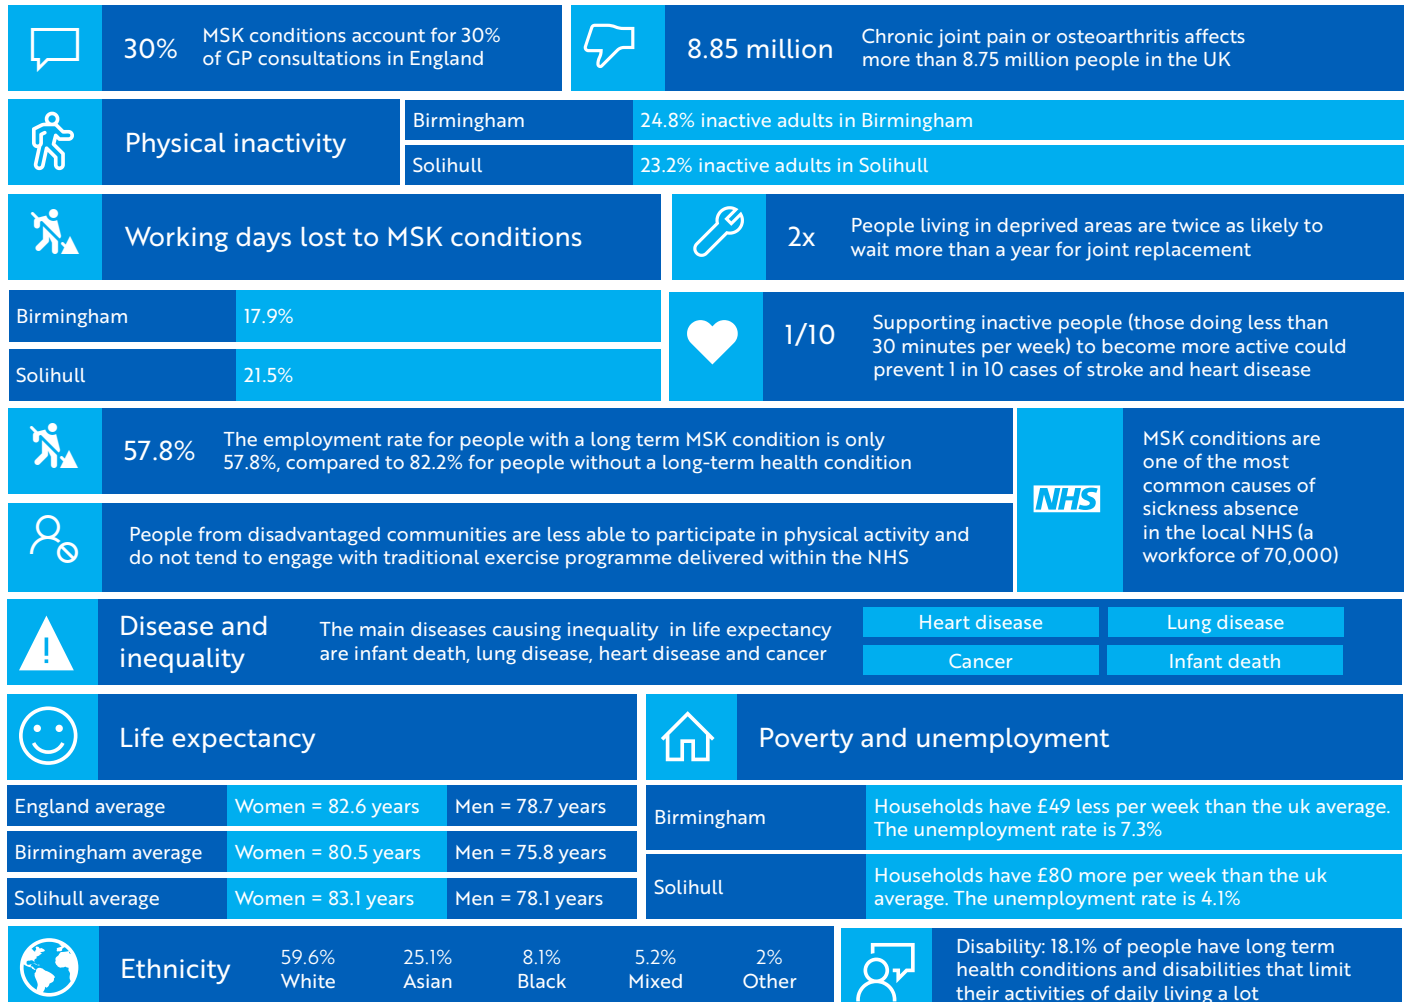 30%
MSK conditions account for 30%
of GP consultations in England
8.85 million
Chronic joint pain or osteoarthritis affects
more than 8.75 million people in the UK
Physical inactivity
Birmingham
24.8% inactive adults in Birmingham
Solihull
23.2% inactive adults in Solihull
Working days lost to MSK conditions
Birmingham
17.9%
Solihull
21.5%
2x
People living in deprived areas are twice as likely to
wait more than a year for joint replacement
1/10
Supporting inactive people (those doing less than
30 minutes per week) to become more active could
prevent 1 in 10 cases of stroke and heart disease
57.8%
The employment rate for people with a long term MSK condition is only
57.8%, compared to 82.2% for people without a long-term health condition
People from disadvantaged communities are less able to participate in physical activity and
do not tend to engage with traditional exercise programme delivered within the NHS
NHS
MSK conditions are
one of the most
common causes of
sickness absence
in the local NHS (a
workforce of 70,000)
Disease and
inequality
The main diseases causing inequality in life expectancy
are infant death, lung disease, heart disease and cancer
Heart disease
Lung disease
Cancer
Infant death
Life expectancy
England average
Women = 82.6 years
Men = 78.7 years
Birmingham average
Women = 80.5 years
Men = 75.8 years
Solihull average
Women = 83.1 years
Men = 78.1 years
Poverty and unemployment
Birmingham
Households have £49 less per week than the uk average.
The unemployment rate is 7.3%
Solihull
Households have £80 more per week than the uk
average. The unemployment rate is 4.1%
Ethnicity
59.6%
White
25.1%
Asian
8.1%
Black
5.2%
Mixed
2%
Other
Disability: 18.1% of people have long term
health conditions and disabilities that limit
their activities of daily living a lot